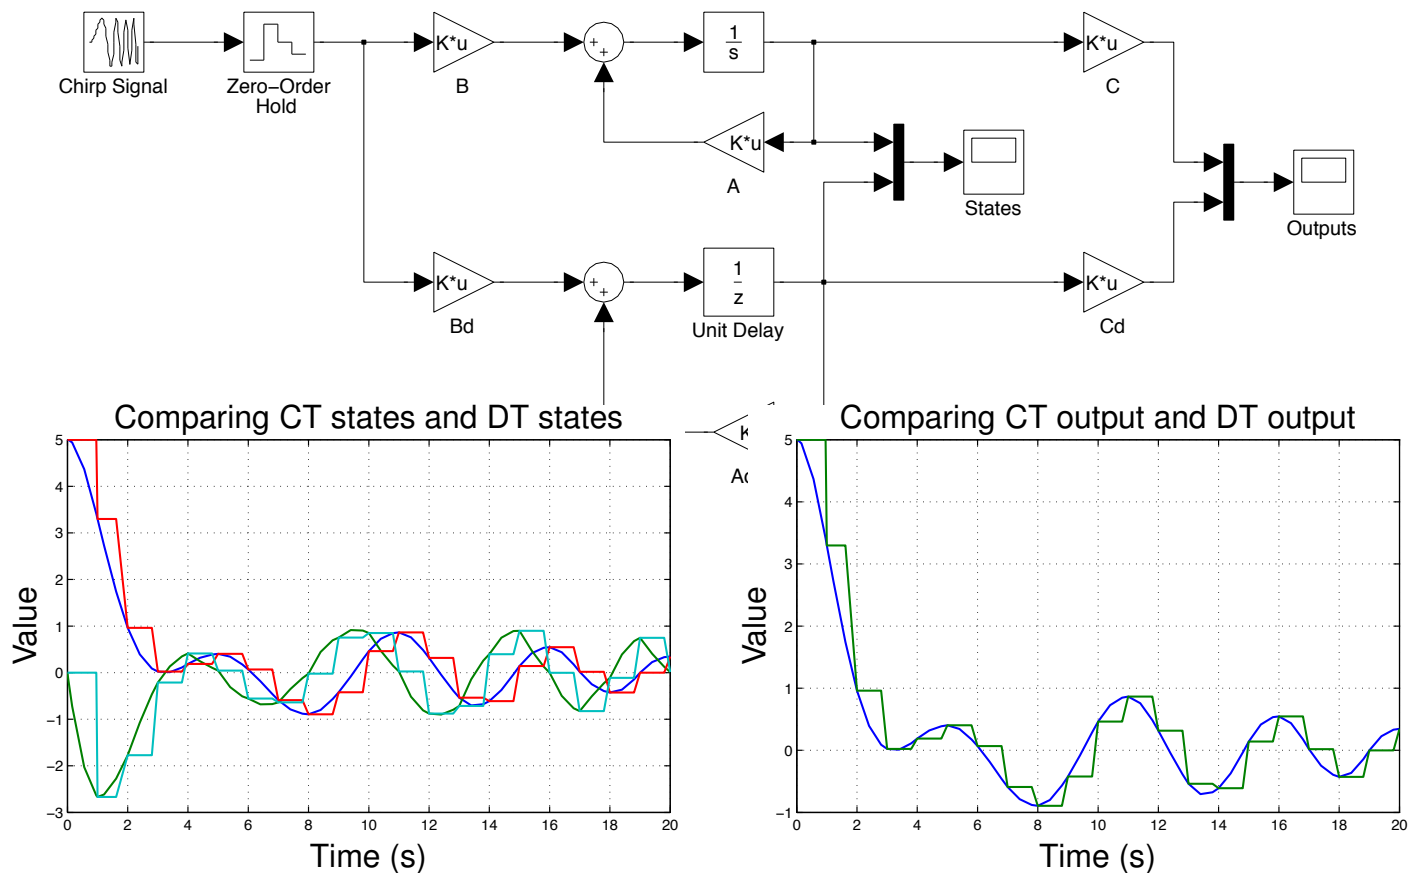 K*u
1
s
K*u
Chirp Signal
Zero−Order
Hold
B
C
K*u
A
States
Outputs
K*u
1
z
K*u
Bd
Unit Delay
Cd
Comparing CT states and DT states
Comparing CT output and DT output
Value
5
4
3
2
1
0
−1
−2
−3
0 2 4 6 8 10 12 14 16 18 20
Time (s)
Value
5
4
3
2
1
0
−1
0 2 4 6 8 10 12 14 16 18 20
Time (s)